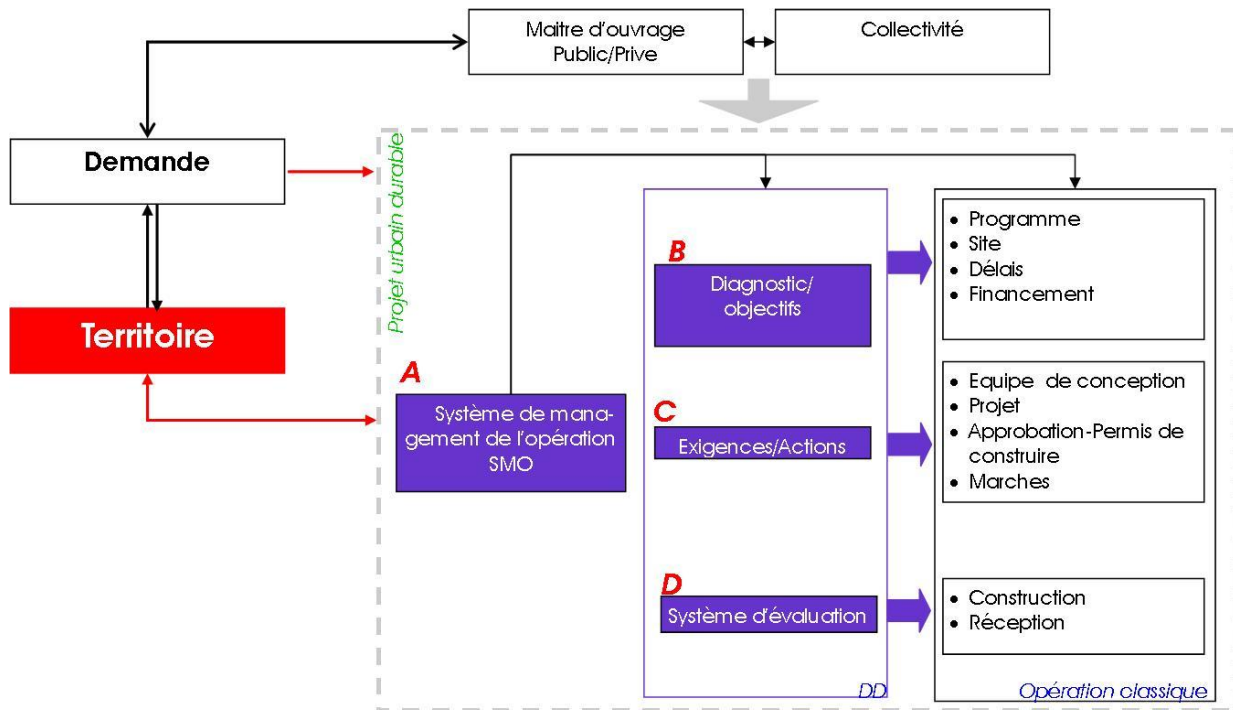 Maitre d'ouvrage
Public/Prive
Collectivité
Demande
Territoire
Projet urbain durable
A
Système de mana-
gement de l'opération
SMO
B
Diagnostic/
objectifs
C
Exigences/Actions
D
Système d'évaluation
DD
• Programme
• Site
• Délais
• Financement
• Equipe de conception
• Projet
• Approbation-Permis de
construire
• Marches
• Construction
• Réception
Opération classique